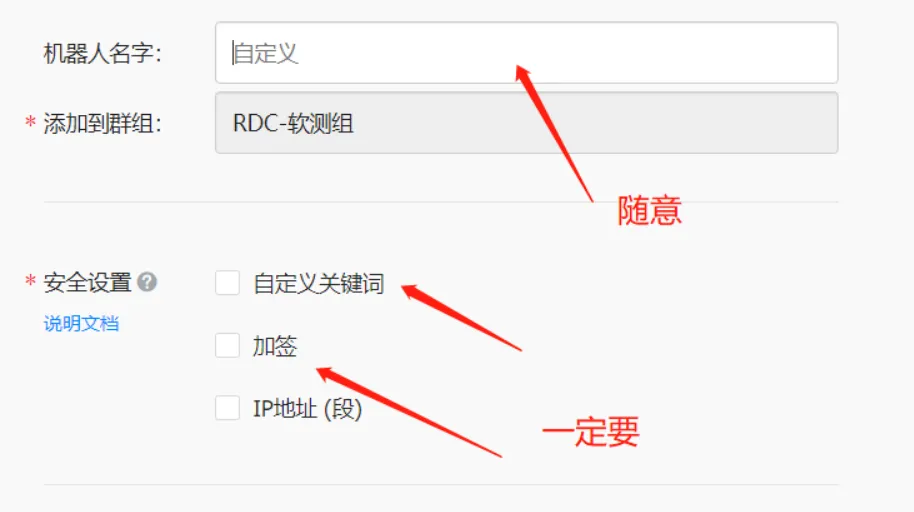 机器人名字：
自定义
* 添加到群组：
RDC-软测组
随意
* 安全设置 ?
自定义关键词
说明文档
加签
IP地址 (段)
一定要